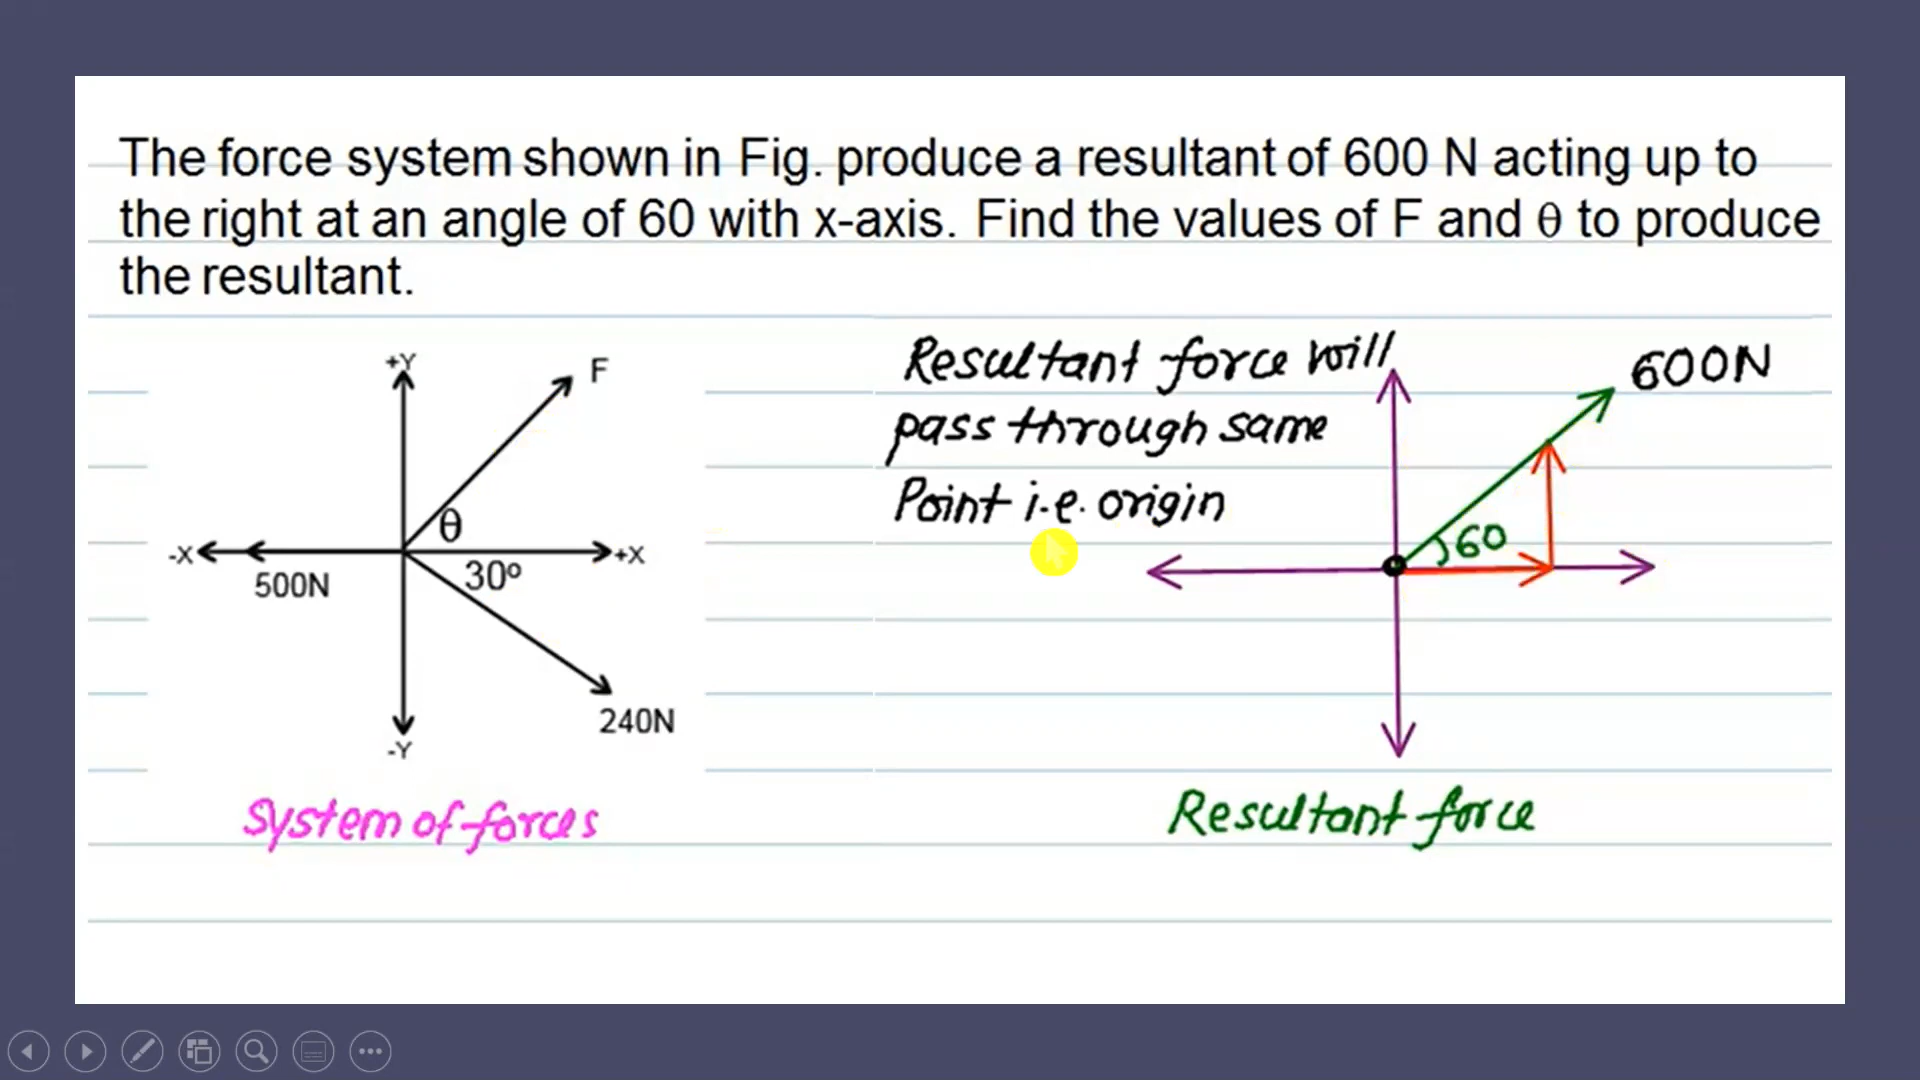 The force system shown in Fig. produce a resultant of 600 N acting up to
the right at an angle of 60 with x-axis. Find the values of F and θ to produce
the resultant.
+Y
F
θ
-X
+X
500N
30º
240N
-Y
System of forces
Resultant force will
pass through same
Point i.e. origin
600N
60
Resultant force